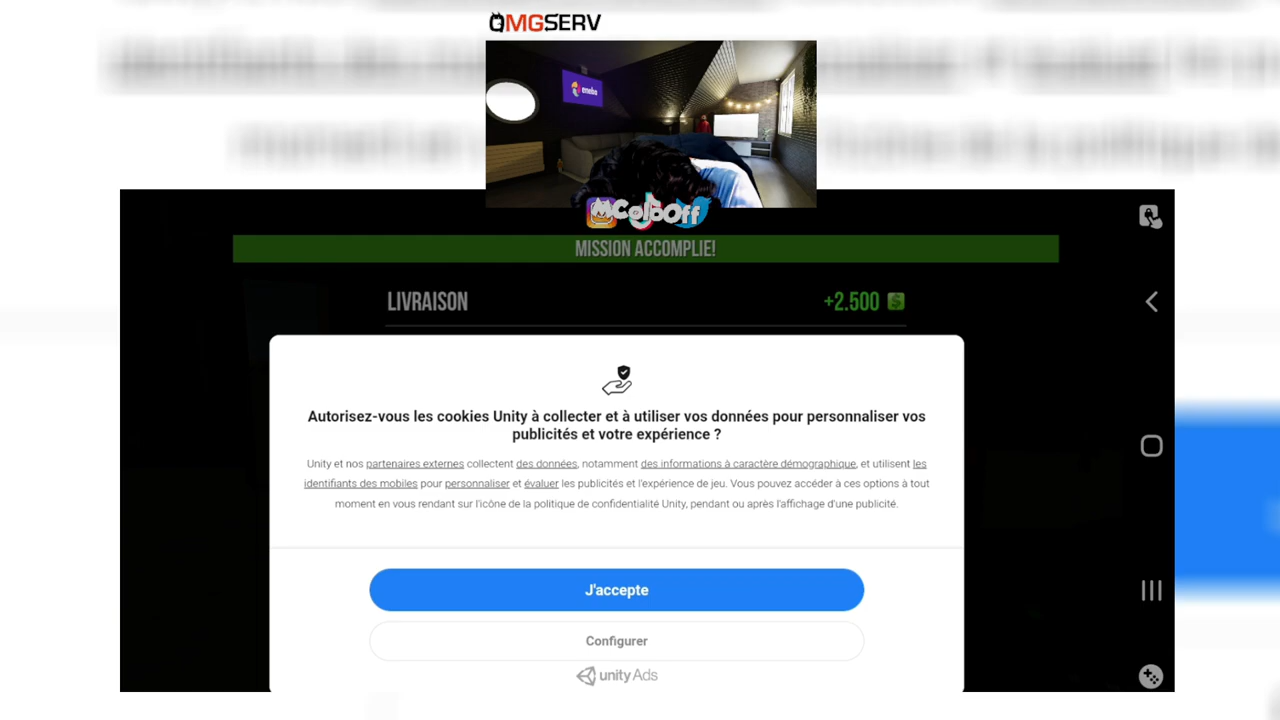 OMGSERV
eneba
McoldOff
MISSION ACCOMPLIE!
LIVRAISON +2.500 $
Autorisez-vous les cookies Unity à collecter et à utiliser vos données pour personnaliser vos
publicités et votre expérience ?
Unity et nos partenaires externes collectent des données, notamment des informations à caractère démographique, et utilisent les
identifiants des mobiles pour personnaliser et évaluer les publicités et l'expérience de jeu. Vous pouvez accéder à ces options à tout
moment en vous rendant sur l'icône de la politique de confidentialité Unity, pendant ou après l'affichage d'une publicité.
J'accepte
Configurer
unity Ads